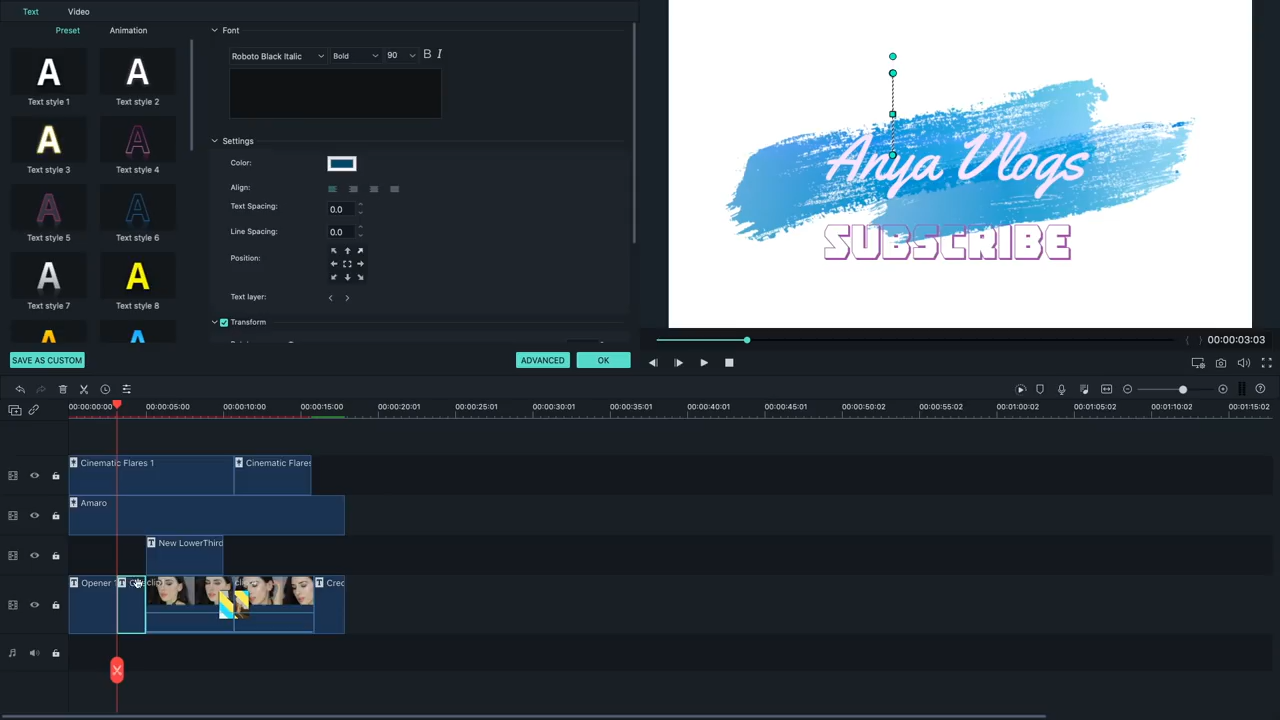 Text Video
Preset Animation
Text style 1 Text style 2
Text style 3 Text style 4
Text style 5 Text style 6
Text style 7 Text style 8
Font
Roboto Black Italic Bold 90 B I
Settings
Color:
Align:
Text Spacing: 0.0
Line Spacing: 0.0
Position:
Text layer:
Transform
SAVE AS CUSTOM ADVANCED OK
Anya Vlogs
SUBSCRIBE
00:00:03:03
00:00:00:00 00:00:05:00 00:00:10:00 00:00:15:00 00:00:20:01 00:00:25:01 00:00:30:01 00:00:35:01 00:00:40:01 00:00:45:01 00:00:50:02 00:00:55:02 00:01:00:02 00:01:05:02 00:01:10:02 00:01:15:02
Cinematic Flares 1 Cinematic Flares
Amaro
New LowerThird
Opener 1 Cred